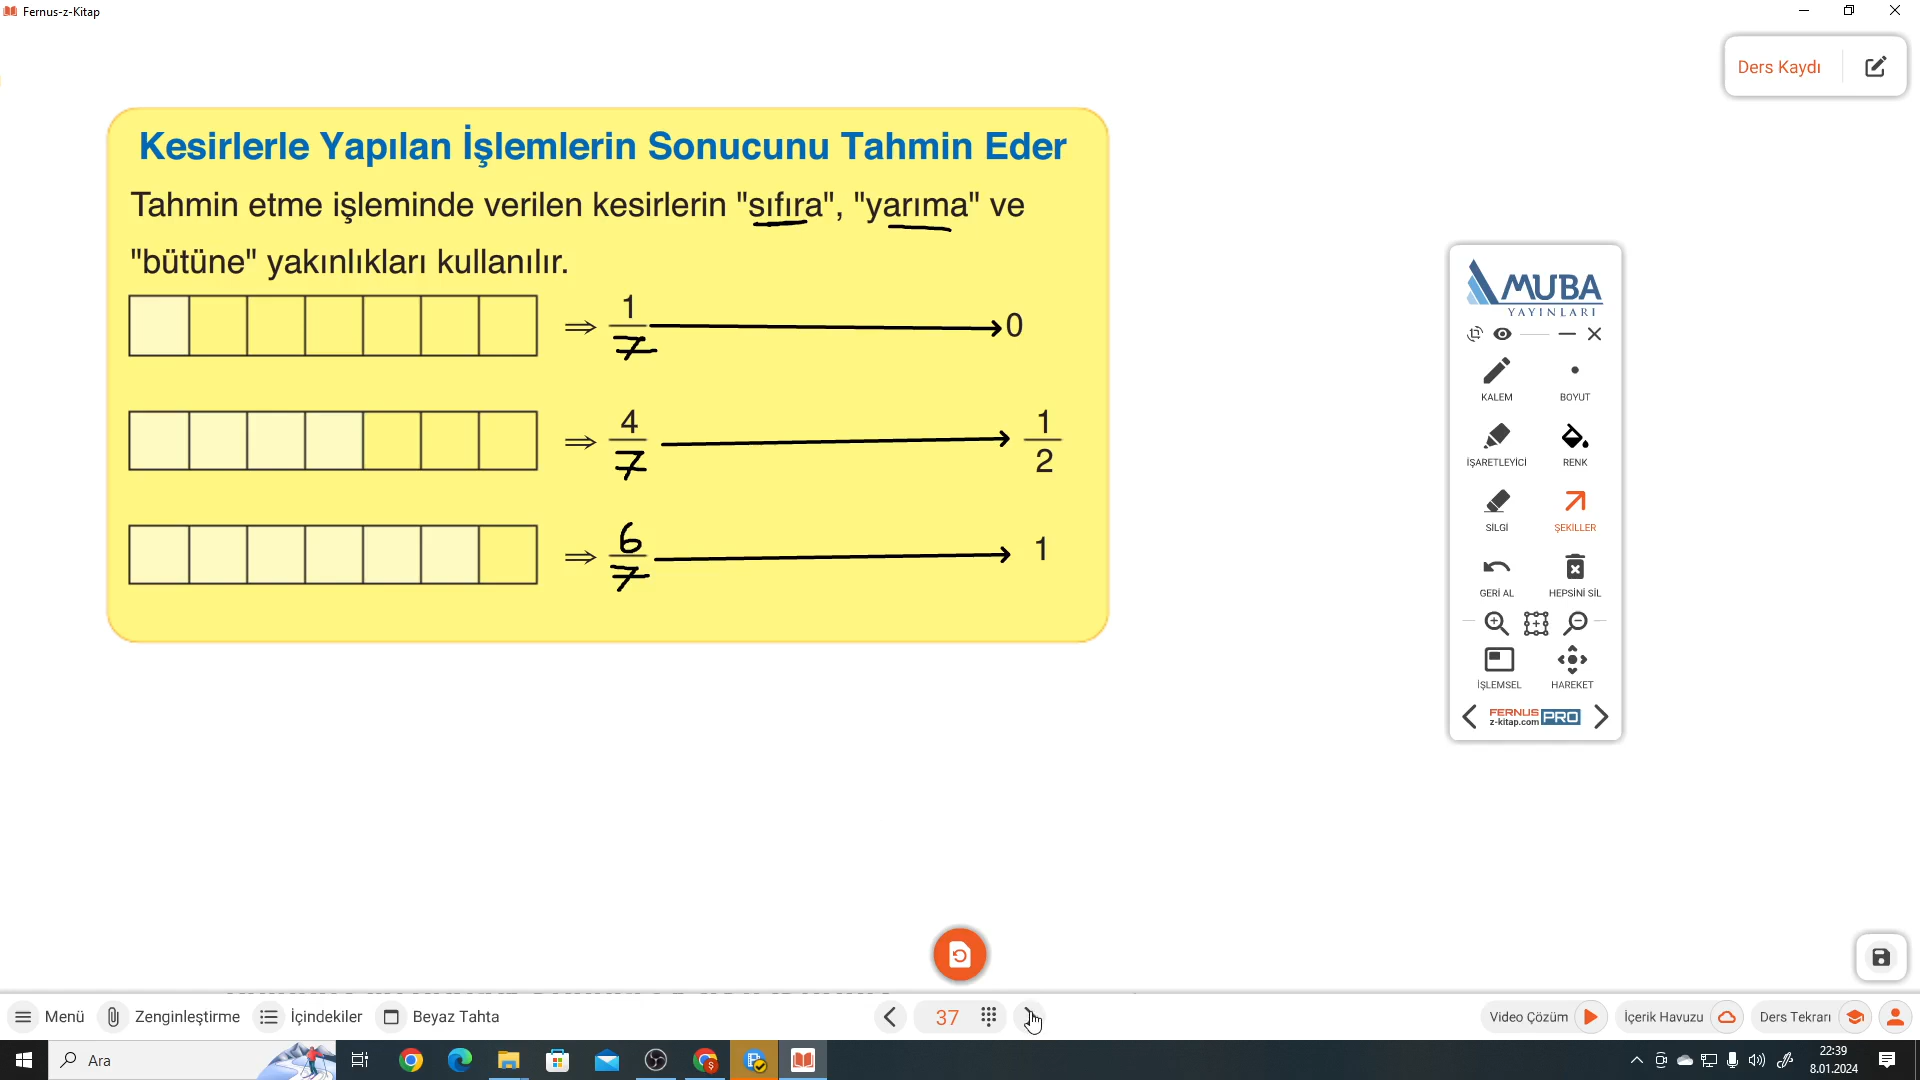 Fernus-z-Kitap
Ders Kaydı
Kesirlerle Yapılan İşlemlerin Sonucunu Tahmin Eder
Tahmin etme işleminde verilen kesirlerin "sıfıra", "yarıma" ve
"bütüne" yakınlıkları kullanılır.
⇒ 1/7 → 0
⇒ 4/7 → 1/2
⇒ 6/7 → 1
MUBA
YAYINLARI
KALEM BOYUT
İŞARETLEYİCİ RENK
SİLGİ ŞEKİLLER
GERİ AL HEPSİNİ SİL
İŞLEMSEL HAREKET
FERNUS
z-kitap.com PRO
Menü Zenginleştirme İçindekiler Beyaz Tahta 37 Video Çözüm İçerik Havuzu Ders Tekrarı
Ara
22:39
8.01.2024